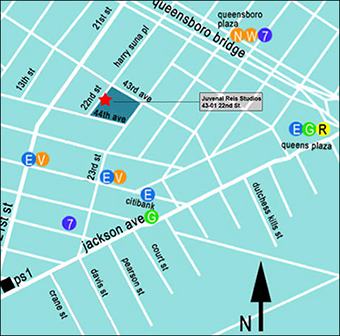 queensboro bridge
queensboro
plaza
N W 7
21st st
harry suna pl
13th st
22nd st
43rd ave
44th ave
Juvenal Reis Studios
43-01 22nd St.
E G R
queens plaza
E V
23rd st
E V
E
citibank
G
dutchess kills st
21st st
7
jackson ave
ps1
court st
pearson st
davis st
crane st
N